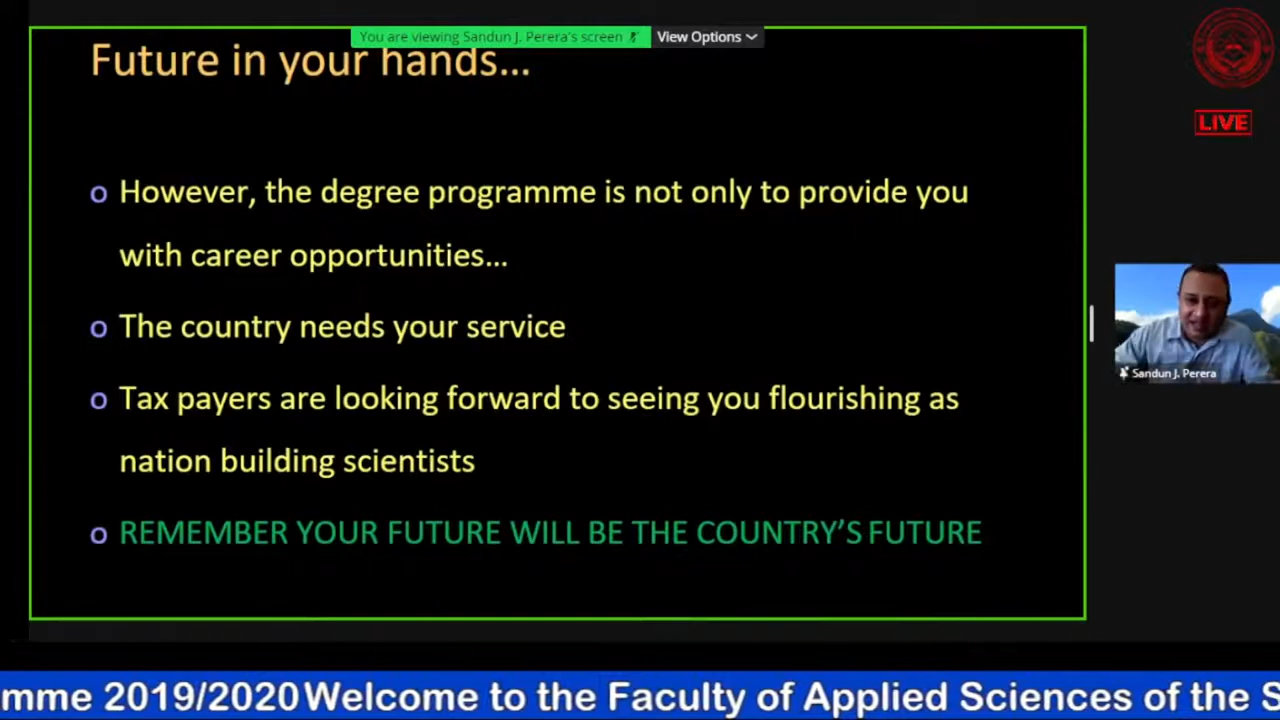 You are viewing Sandun J. Perera's screen
View Options
Future in your hands...
LIVE
o However, the degree programme is not only to provide you
with career opportunities...
o The country needs your service
Sandun J. Perera
o Tax payers are looking forward to seeing you flourishing as
nation building scientists
o REMEMBER YOUR FUTURE WILL BE THE COUNTRY'S FUTURE
mme 2019/2020 Welcome to the Faculty of Applied Sciences of the S